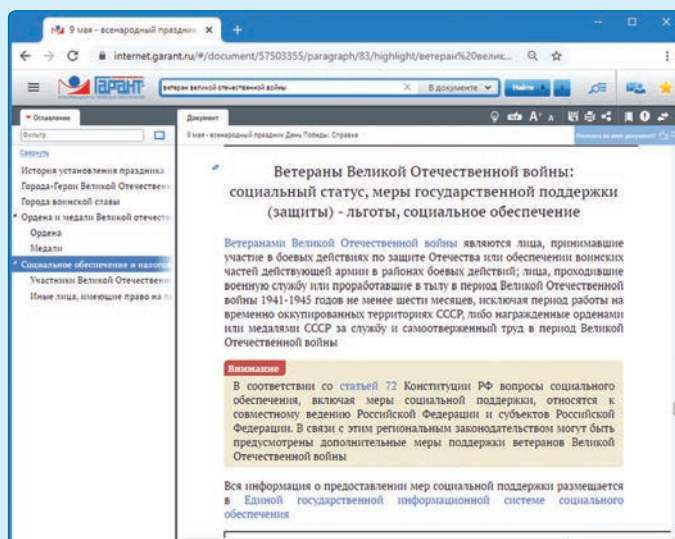 9 мая - всенародный праздник
internet.garant.ru/#/document/57503355/paragraph/83/highlight/ветеран%20велик...
ГАРАНТ
ветеран великой отечественной войны
В документе
Найти
Оглавление
Документ
Фильтр
9 мая - всенародный праздник День Победы. Справка
Свернуть
История установления праздника
Города-Герои Великой Отечествен
Города воинской славы
Ордена и медали Великой отечест
Ордена
Медали
Социальное обеспечение и налогов
Участники Великой Отечественн
Иные лица, имеющие право на
Ветераны Великой Отечественной войны:
социальный статус, меры государственной поддержки
(защиты) - льготы, социальное обеспечение
Ветеранами Великой Отечественной войны являются лица, принимавшие
участие в боевых действиях по защите Отечества или обеспечении воинских
частей действующей армии в районах боевых действий; лица, проходившие
военную службу или проработавшие в тылу в период Великой Отечественной
войны 1941-1945 годов не менее шести месяцев, исключая период работы на
временно оккупированных территориях СССР, либо награжденные орденами
или медалями СССР за службу и самоотверженный труд в период Великой
Отечественной войны
Внимание
В соответствии со статьей 72 Конституции РФ вопросы социального
обеспечения, включая меры социальной поддержки, относятся к
совместному ведению Российской Федерации и субъектов Российской
Федерации. В связи с этим региональным законодательством могут быть
предусмотрены дополнительные меры поддержки ветеранов Великой
Отечественной войны
Вся информация о предоставлении мер социальной поддержки размещается
в Единой государственной информационной системе социального
обеспечения